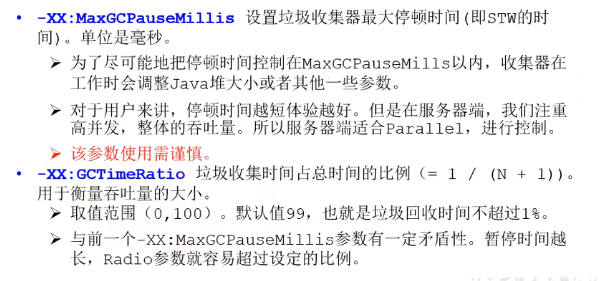 • -XX:MaxGCPauseMillis 设置垃圾收集器最大停顿时间(即STW的时
间)。单位是毫秒。
➢ 为了尽可能地把停顿时间控制在MaxGCPauseMills以内，收集器在
工作时会调整Java堆大小或者其他一些参数。
➢ 对于用户来讲，停顿时间越短体验越好。但是在服务器端，我们注重
高并发，整体的吞吐量。所以服务器端适合Parallel，进行控制。
➢ 该参数使用需谨慎。
• -XX:GCTimeRatio 垃圾收集时间占总时间的比例（= 1 / (N + 1)）。
用于衡量吞吐量的大小。
➢ 取值范围（0,100）。默认值99，也就是垃圾回收时间不超过1%。
➢ 与前一个-XX:MaxGCPauseMillis参数有一定矛盾性。暂停时间越
长，Radio参数就容易超过设定的比例。